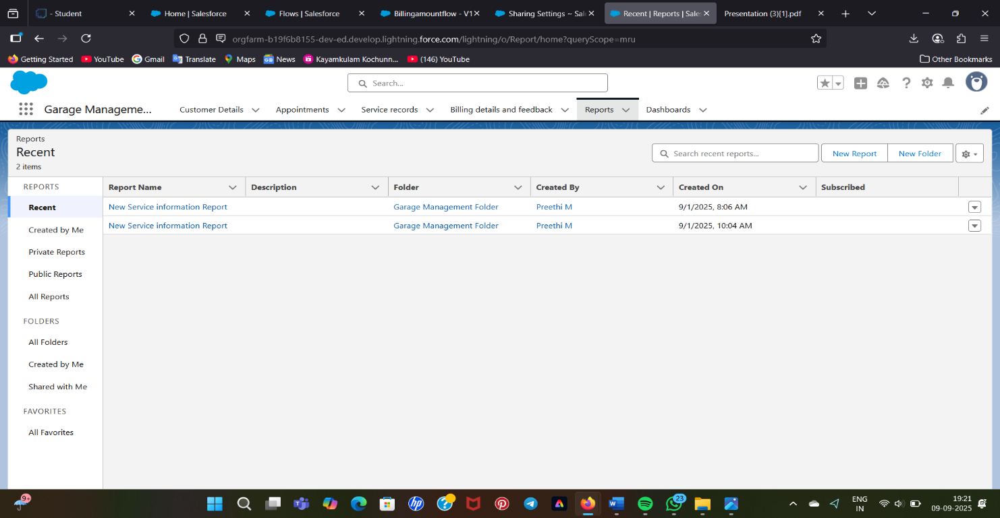 - Student
Home | Salesforce
Flows | Salesforce
Billingamountflow - V1
Sharing Settings ~ Sal
Recent | Reports | Sales
Presentation (3)[1].pdf
orgfarm-b19f6b8155-dev-ed.develop.lightning.force.com/lightning/o/Report/home?queryScope=mru
Getting Started
YouTube
Gmail
Translate
Maps
News
Kayamkulam Kochunn...
(146) YouTube
Other Bookmarks
Search...
Garage Manageme...
Customer Details
Appointments
Service records
Billing details and feedback
Reports
Dashboards
Reports
Recent
2 items
Search recent reports...
New Report
New Folder
REPORTS
Recent
Created by Me
Private Reports
Public Reports
All Reports
FOLDERS
All Folders
Created by Me
Shared with Me
FAVORITES
All Favorites
Report Name Description Folder Created By Created On Subscribed
New Service information Report Garage Management Folder Preethi M 9/1/2025, 8:06 AM
New Service information Report Garage Management Folder Preethi M 9/1/2025, 10:04 AM
9+
23
ENG
IN
19:21
09-09-2025